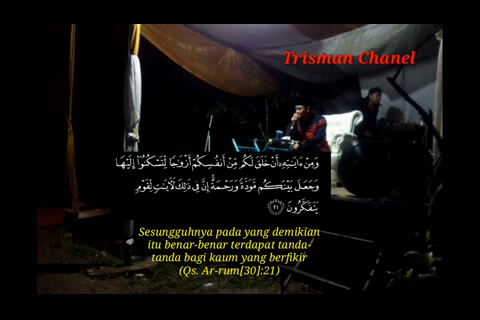 Trisman Chanel
وَمِنْ ءَايَـٰتِهِۦٓ أَنْ خَلَقَ لَكُم مِّنْ أَنفُسِكُمْ أَزْوَٰجًا لِّتَسْكُنُوٓا۟ إِلَيْهَا
وَجَعَلَ بَيْنَكُم مَّوَدَّةً وَرَحْمَةً ۚ إِنَّ فِى ذَٰلِكَ لَـَٔايَـٰتٍ لِّقَوْمٍ
يَتَفَكَّرُونَ ﴿٢١﴾
Sesungguhnya pada yang demikian
itu benar-benar terdapat tanda-
tanda bagi kaum yang berfikir
(Qs. Ar-rum[30]:21)